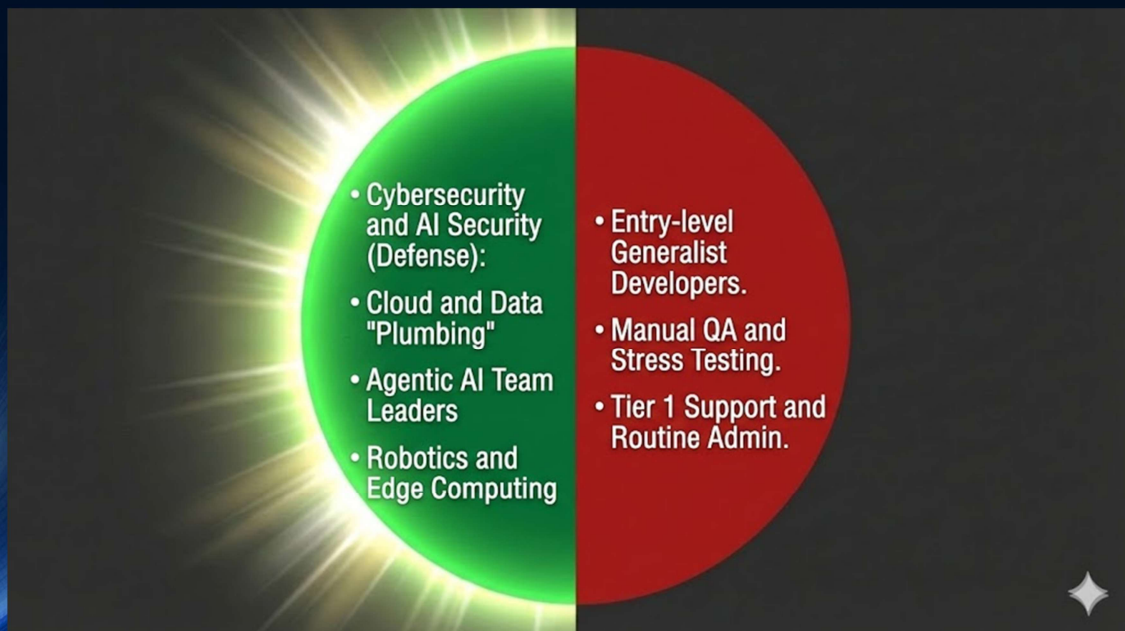 • Cybersecurity
and AI Security
(Defense):
• Cloud and Data
"Plumbing"
• Agentic AI Team
Leaders
• Robotics and
Edge Computing
• Entry-level
Generalist
Developers.
• Manual QA and
Stress Testing.
• Tier 1 Support and
Routine Admin.